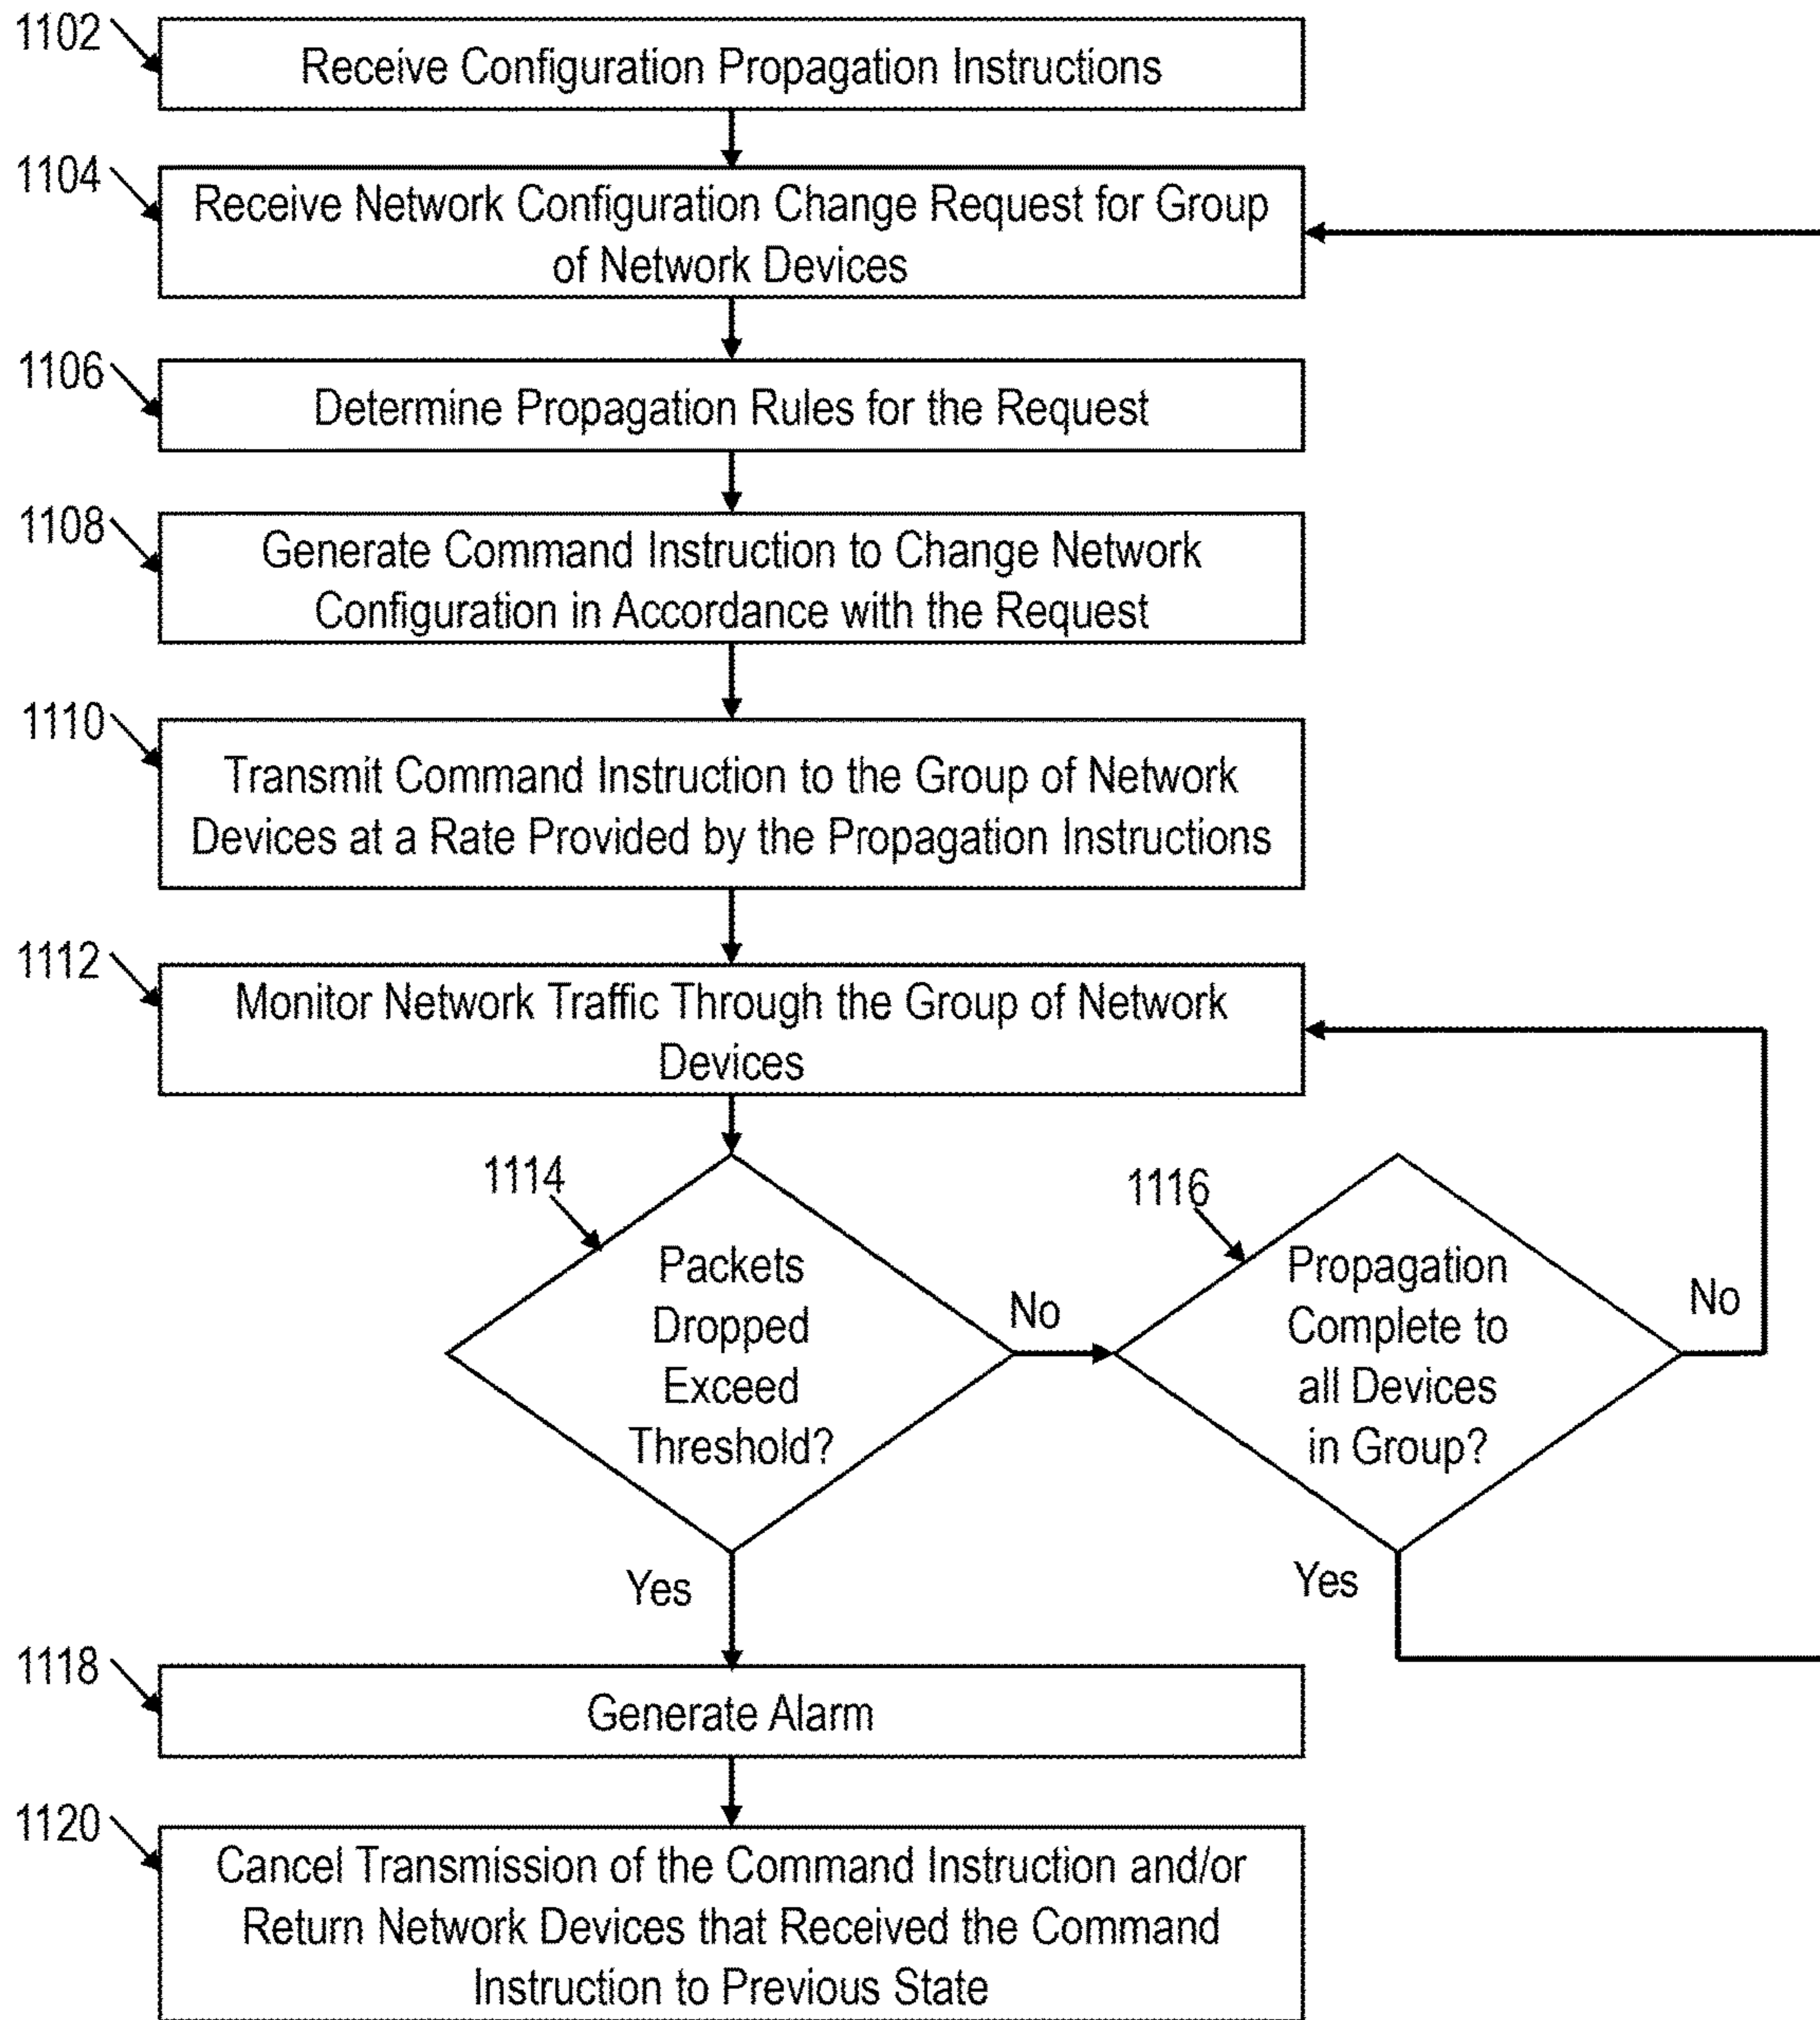 1102
Receive Configuration Propagation Instructions
1104
Receive Network Configuration Change Request for Group
of Network Devices
1106
Determine Propagation Rules for the Request
1108
Generate Command Instruction to Change Network
Configuration in Accordance with the Request
1110
Transmit Command Instruction to the Group of Network
Devices at a Rate Provided by the Propagation Instructions
1112
Monitor Network Traffic Through the Group of Network
Devices
1114
Packets
Dropped
Exceed
Threshold?
No
1116
Propagation
Complete to
all Devices
in Group?
No
Yes
Yes
1118
Generate Alarm
1120
Cancel Transmission of the Command Instruction and/or
Return Network Devices that Received the Command
Instruction to Previous State